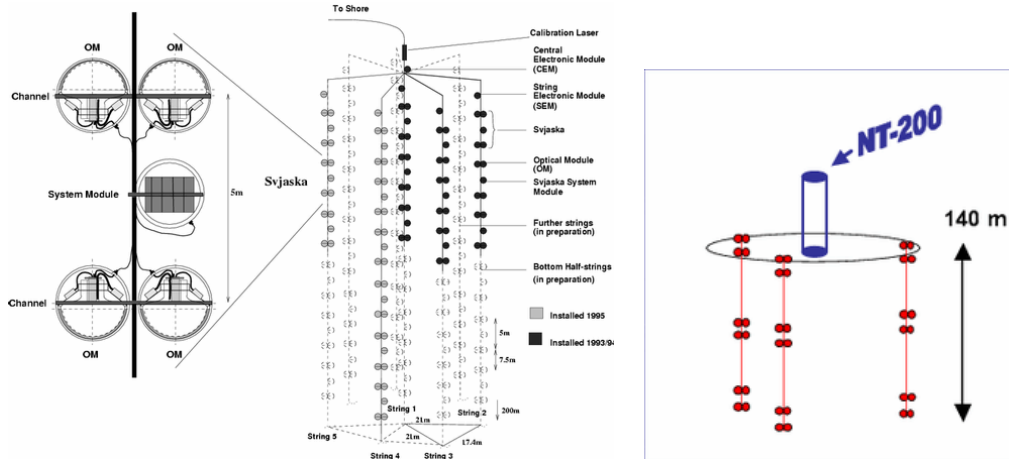 OM
OM
Channel
System Module
5m
Channel
OM
OM
Svjaska
To Shore
Calibration Laser
Central
Electronic Module
(CEM)
String
Electronic Module
(SEM)
Svjaska
Optical Module
(OM)
Svjaska System
Module
Further strings
(in preparation)
Bottom Half-strings
(in preparation)
Installed 1995
Installed 1993/94
5m
7.5m
200m
String 1
String 2
21m
21m
17.4m
String 5
String 4
String 3
NT-200
140 m